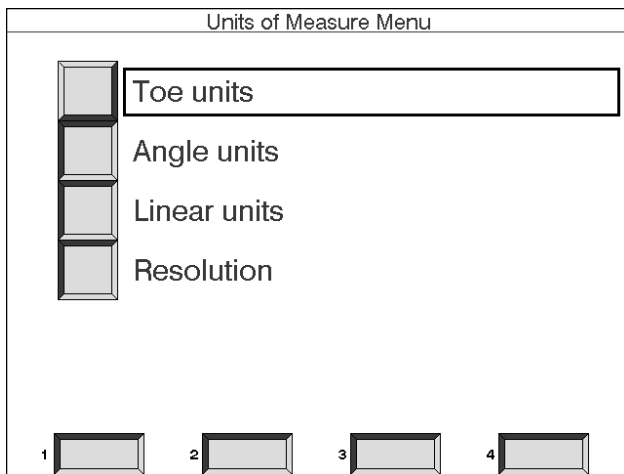 Units of Measure Menu
Toe units
Angle units
Linear units
Resolution
1 2 3 4